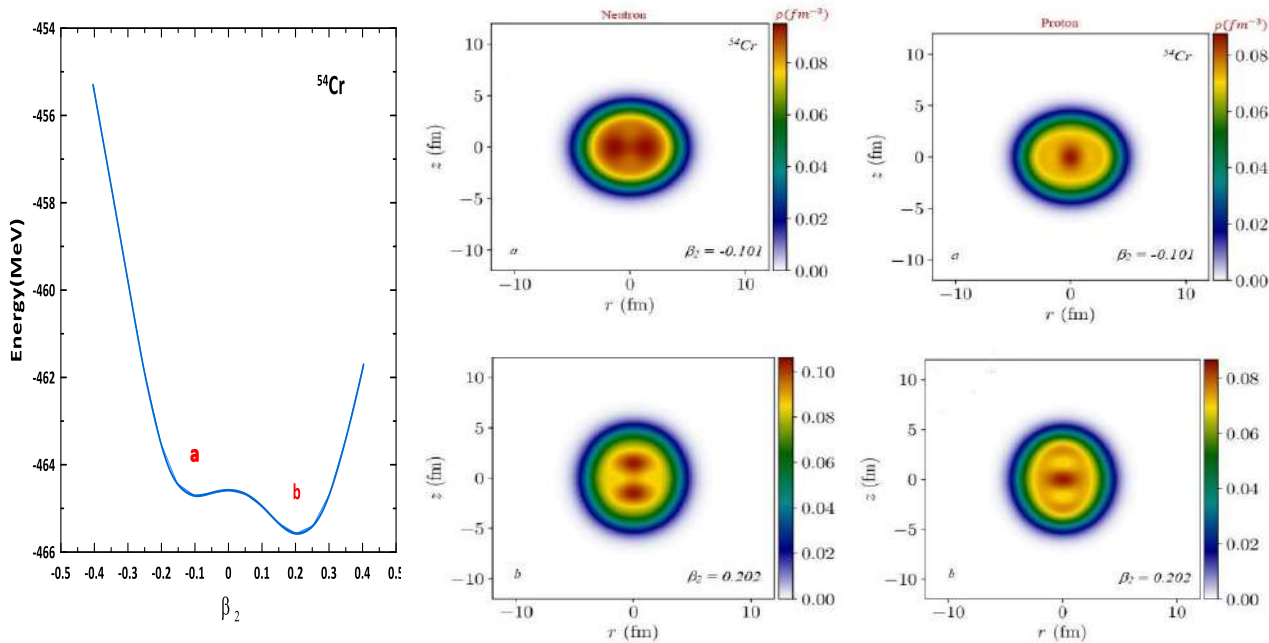 -454
-456
-458
-460
-462
-464
-466
Energy(MeV)
⁵⁴Cr
a
b
-0.5 -0.4 -0.3 -0.2 -0.1 0 0.1 0.2 0.3 0.4 0.5
β₂
Neutron
ρ(fm⁻³)
⁵⁴Cr
10
5
0
−5
−10
z (fm)
a
β₂ = -0.101
−10 0 10
r (fm)
0.08
0.06
0.04
0.02
0.00
Proton
ρ(fm⁻³)
⁵⁴Cr
10
5
0
−5
−10
z (fm)
a
β₂ = -0.101
−10 0 10
r (fm)
0.08
0.06
0.04
0.02
0.00
10
5
0
−5
−10
z (fm)
b
β₂ = 0.202
−10 0 10
r (fm)
0.10
0.08
0.06
0.04
0.02
0.00
10
5
0
−5
−10
z (fm)
b
β₂ = 0.202
−10 0 10
r (fm)
0.08
0.06
0.04
0.02
0.00